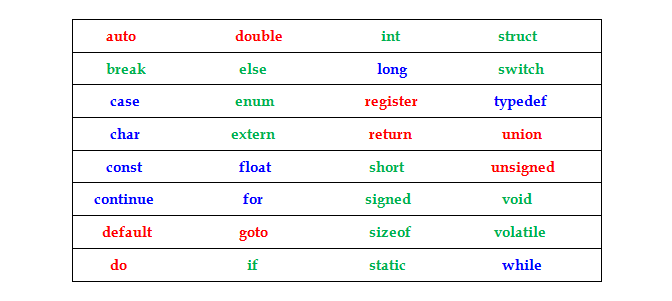 auto double int struct
break else long switch
case enum register typedef
char extern return union
const float short unsigned
continue for signed void
default goto sizeof volatile
do if static while